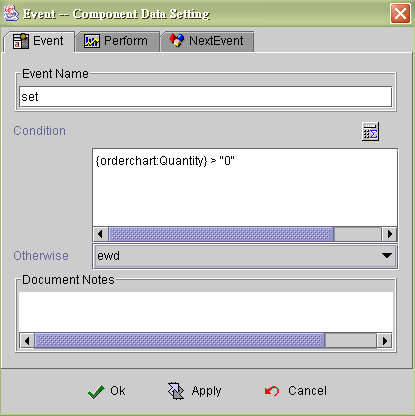 Event -- Component Data Setting
Event Perform NextEvent
Event Name
set
Condition
{orderchart:Quantity} > "0"
Otherwise ewd
Document Notes
Ok Apply Cancel